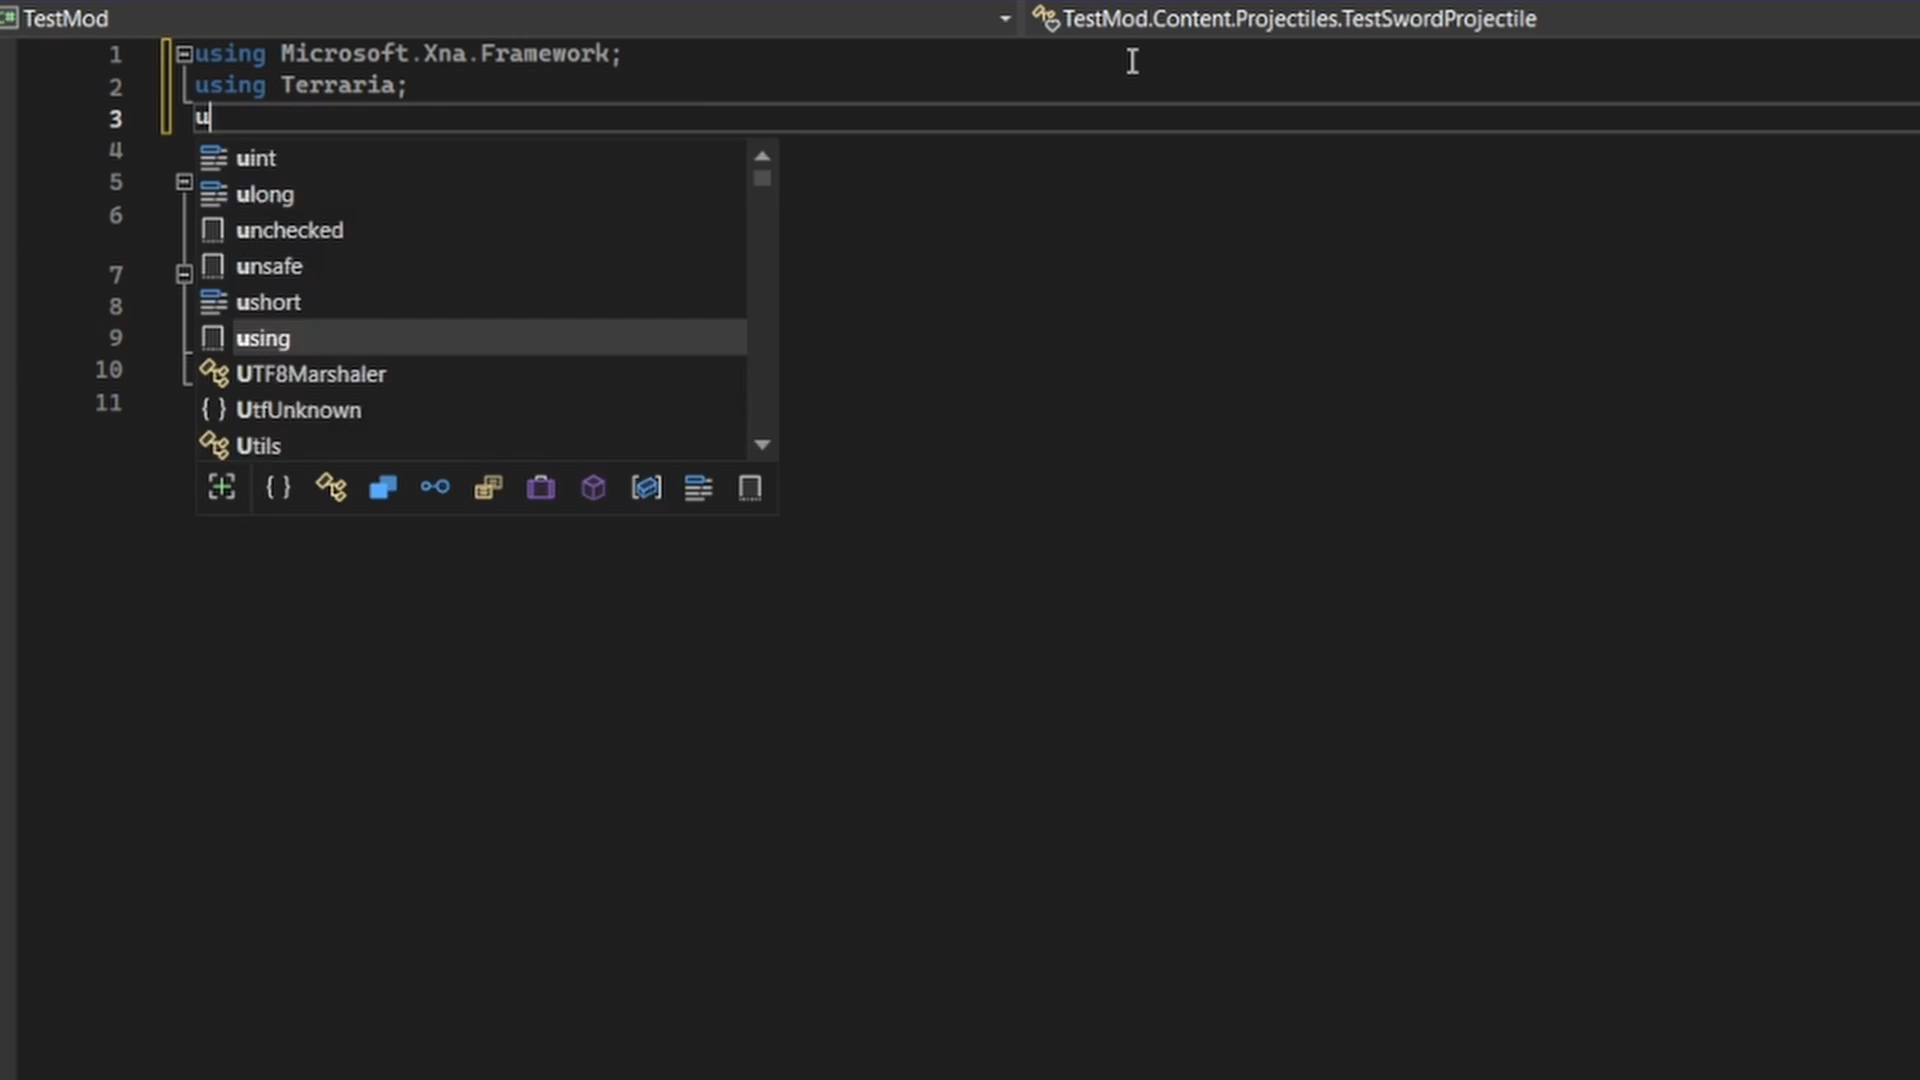 C# TestMod
TestMod.Content.Projectiles.TestSwordProjectile
1 using Microsoft.Xna.Framework;
2 using Terraria;
3 u
4
5
6
7
8
9
10
11
uint
ulong
unchecked
unsafe
ushort
using
UTF8Marshaler
{ } UtfUnknown
Utils
{ }